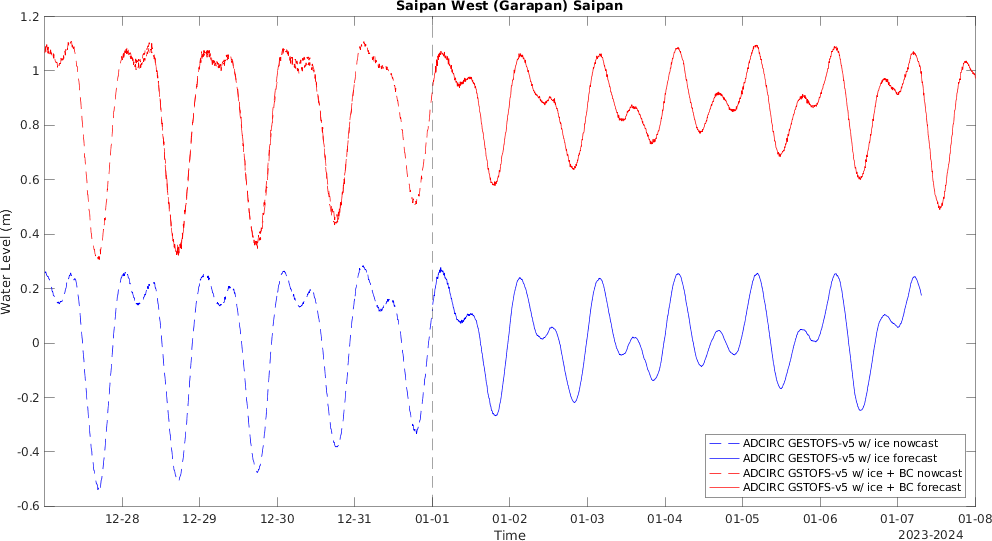 Saipan West (Garapan) Saipan
1.2
1
0.8
0.6
0.4
0.2
0
-0.2
-0.4
-0.6
Water Level (m)
ADCIRC GESTOFS-v5 w/ ice nowcast
ADCIRC GESTOFS-v5 w/ ice forecast
ADCIRC GSTOFS-v5 w/ ice + BC nowcast
ADCIRC GSTOFS-v5 w/ ice + BC forecast
12-28 12-29 12-30 12-31 01-01 01-02 01-03 01-04 01-05 01-06 01-07 01-08
Time
2023-2024